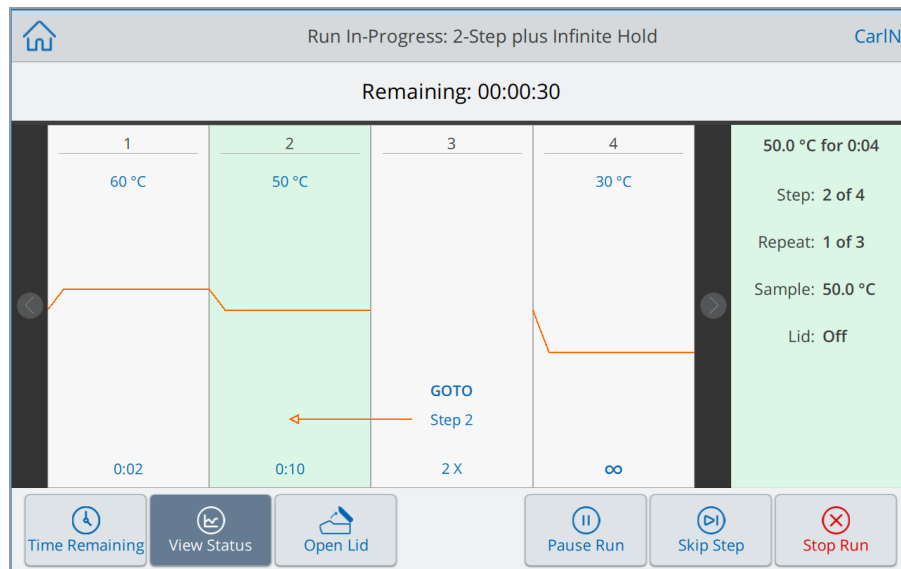 Run In-Progress: 2-Step plus Infinite Hold
CarlN
Remaining: 00:00:30
1 2 3 4
60 °C 50 °C 30 °C
GOTO
Step 2
0:02 0:10 2 X ∞
50.0 °C for 0:04
Step: 2 of 4
Repeat: 1 of 3
Sample: 50.0 °C
Lid: Off
Time Remaining
View Status
Open Lid
Pause Run
Skip Step
Stop Run